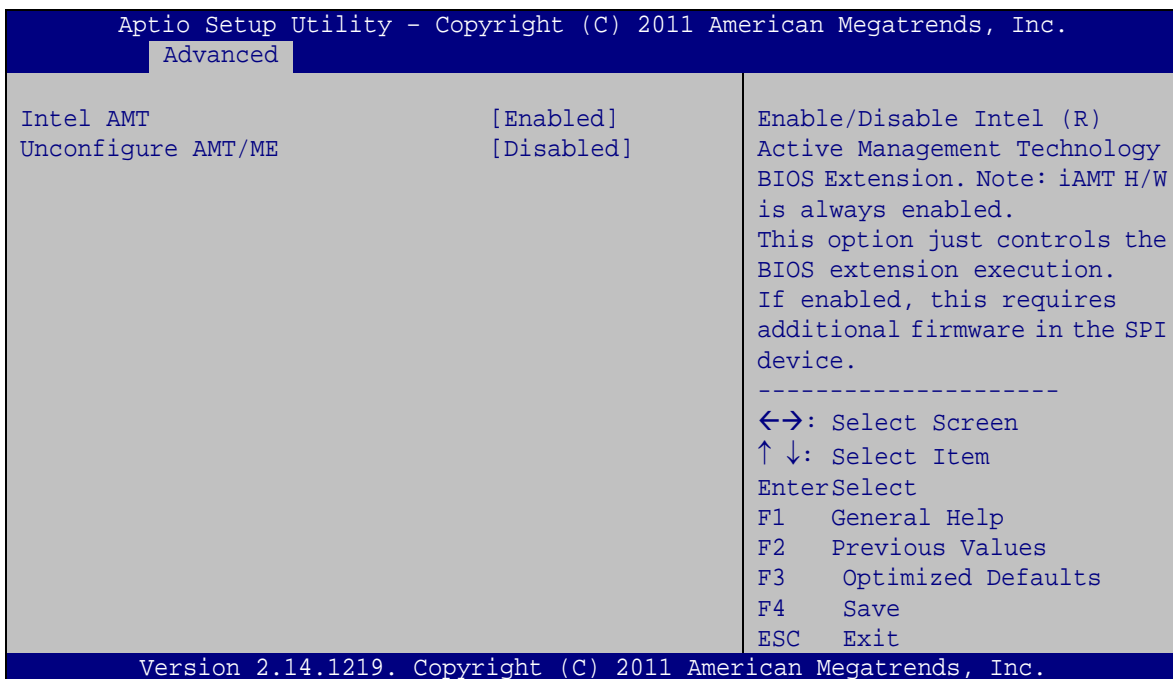 Aptio Setup Utility – Copyright (C) 2011 American Megatrends, Inc.
Advanced
Intel AMT [Enabled]
Unconfigure AMT/ME [Disabled]
Enable/Disable Intel (R)
Active Management Technology
BIOS Extension. Note: iAMT H/W
is always enabled.
This option just controls the
BIOS extension execution.
If enabled, this requires
additional firmware in the SPI
device.
---------------------
←→: Select Screen
↑ ↓: Select Item
EnterSelect
F1 General Help
F2 Previous Values
F3 Optimized Defaults
F4 Save
ESC Exit
Version 2.14.1219. Copyright (C) 2011 American Megatrends, Inc.